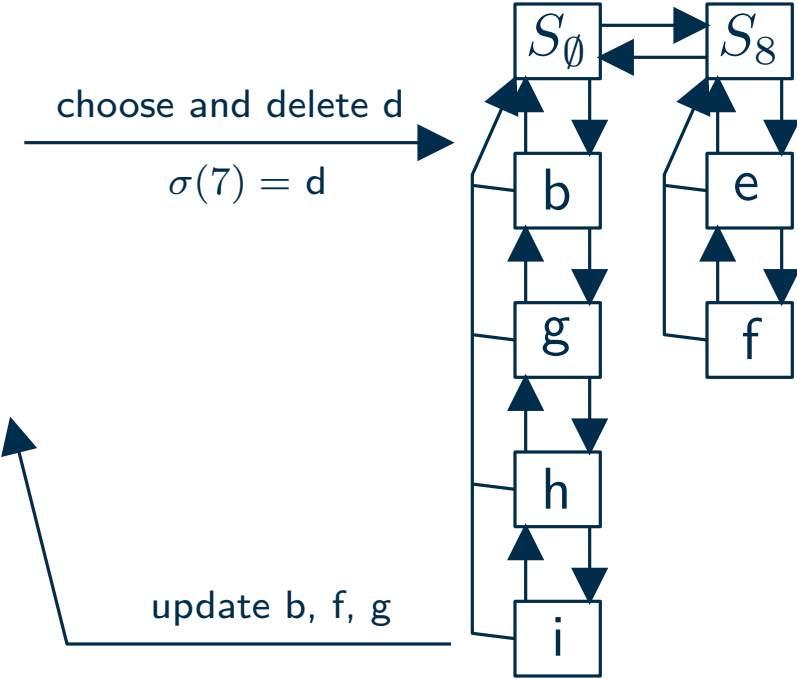 S∅ S8
choose and delete d
σ(7) = d
b e
g f
h
update b, f, g
i